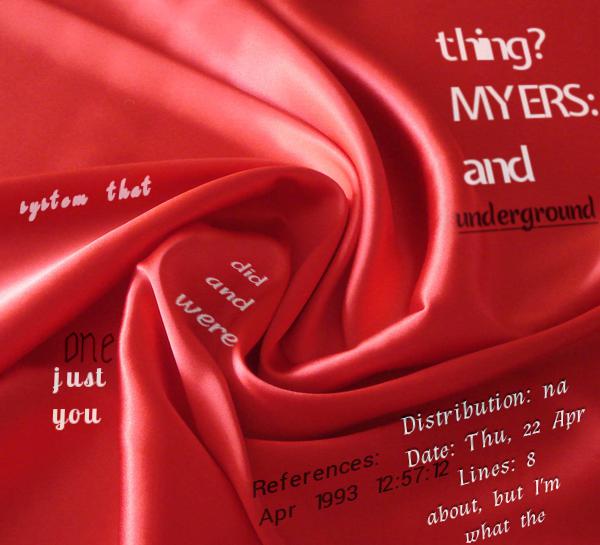 thing?
MYERS:
and
underground
system that
did
and
were
one
just
you
Distribution: na
Date: Thu, 22 Apr
Lines: 8
about, but I'm
what the
References:
Apr 1993 12:57:12